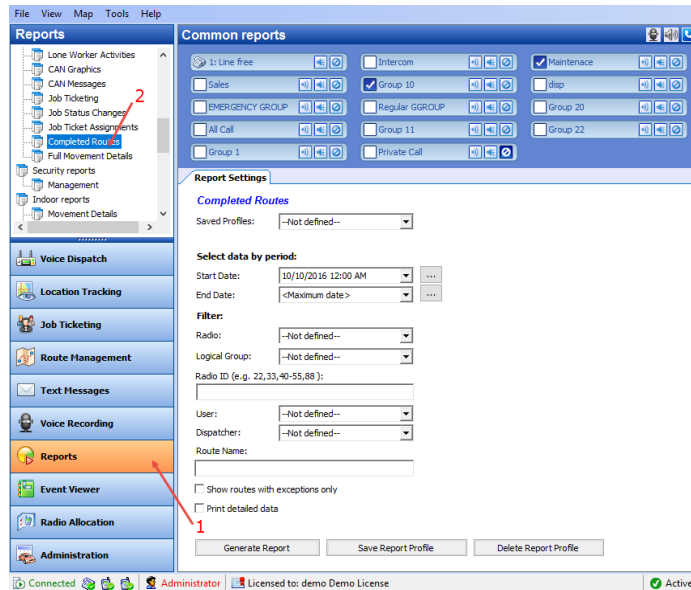 File View Map Tools Help
Reports
Common reports
Lone Worker Activities
CAN Graphics
CAN Messages
Job Ticketing
2
Job Status Changes
Job Ticket Assignments
Completed Routes
Full Movement Details
Security reports
Management
Indoor reports
Movement Details
1: Line free
Intercom
Maintenace
Sales
Group 10
disp
EMERGENCY GROUP
Regular GGROUP
Group 20
All Call
Group 11
Group 22
Group 1
Private Call
Voice Dispatch
Location Tracking
Job Ticketing
Route Management
Text Messages
Voice Recording
Reports
Event Viewer
Radio Allocation
Administration
Report Settings
Completed Routes
Saved Profiles: --Not defined--
Select data by period:
Start Date: 10/10/2016 12:00 AM ...
End Date: <Maximum date> ...
Filter:
Radio: --Not defined--
Logical Group: --Not defined--
Radio ID (e.g. 22,33,40-55,88 ):
User: --Not defined--
Dispatcher: --Not defined--
Route Name:
Show routes with exceptions only
Print detailed data
1
Generate Report Save Report Profile Delete Report Profile
Connected Administrator Licensed to: demo Demo License Active